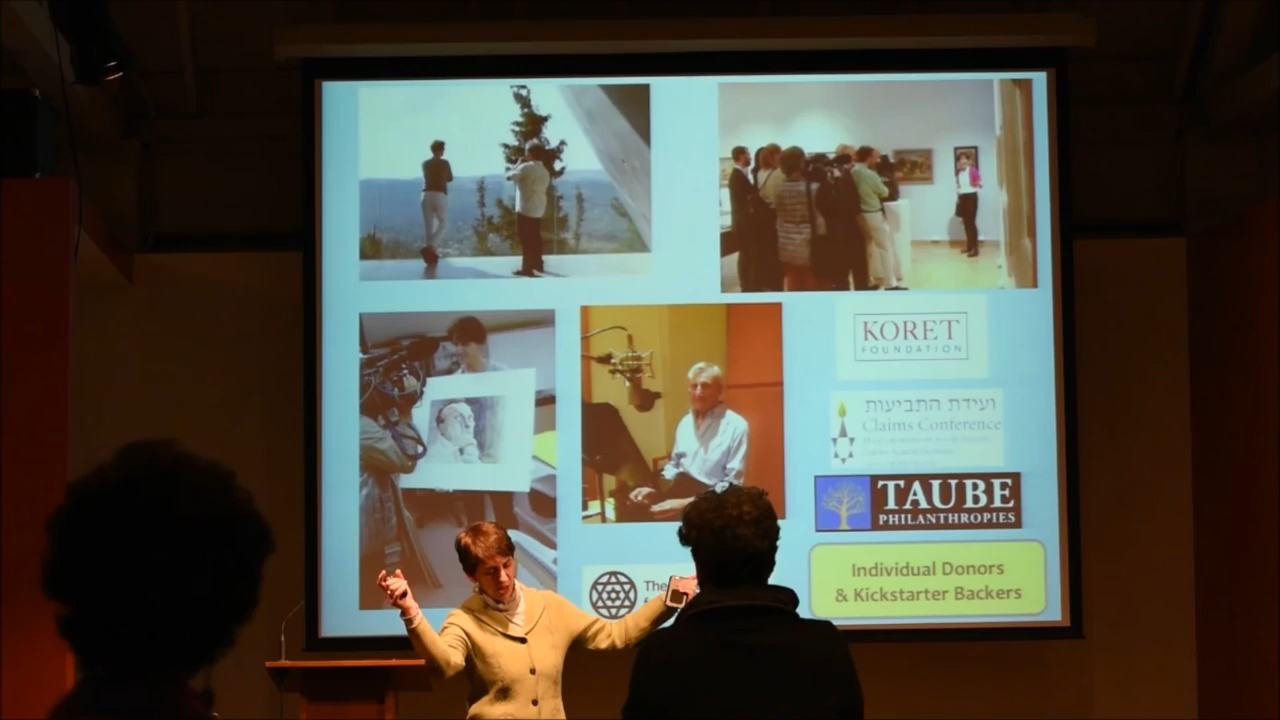 KORET
FOUNDATION
ועידת התביעות
Claims Conference
TAUBE
PHILANTHROPIES
The
Individual Donors
& Kickstarter Backers